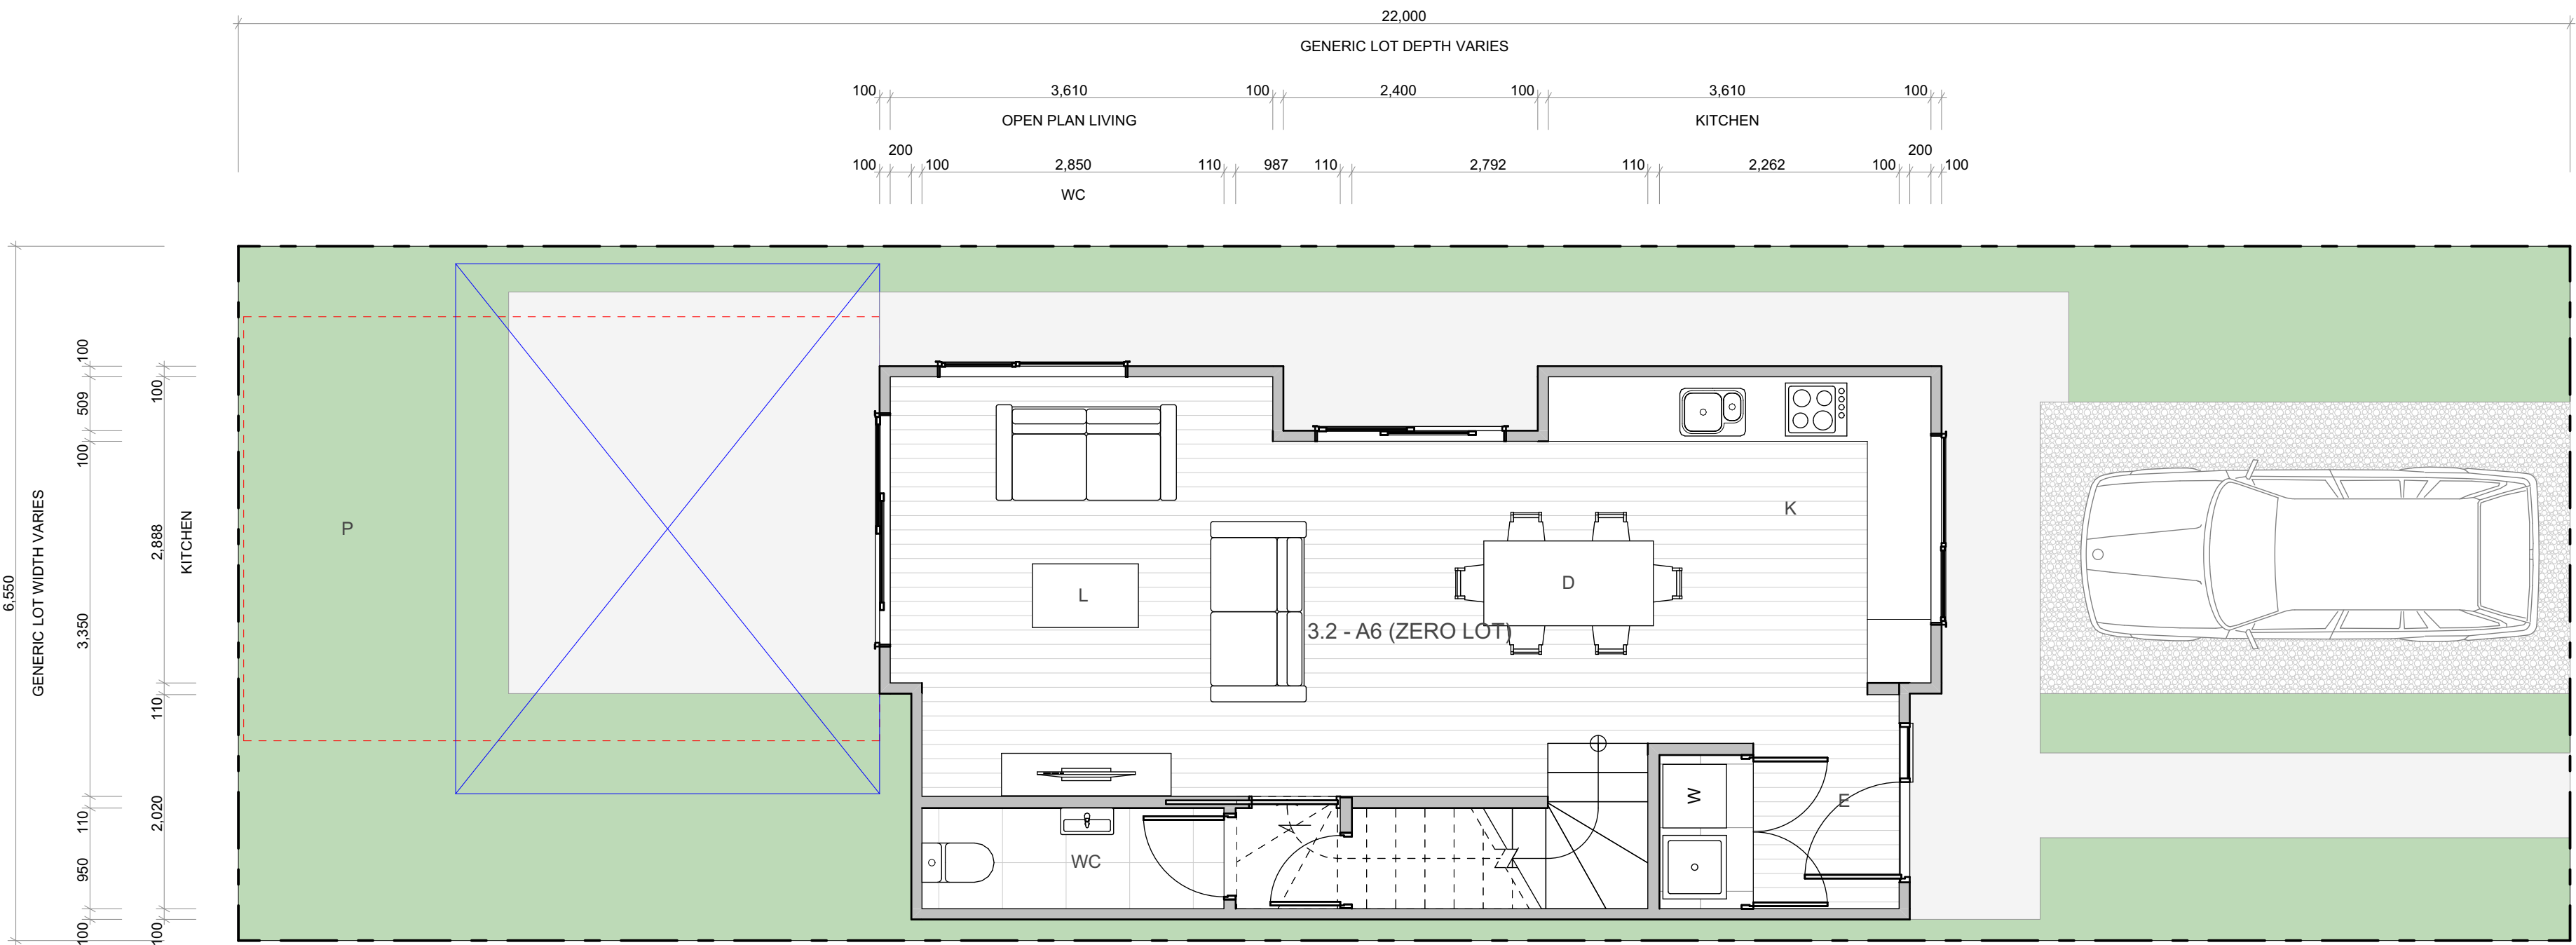 22,000
GENERIC LOT DEPTH VARIES
100 3,610 100 2,400 100 3,610 100
OPEN PLAN LIVING KITCHEN
200 200
100 100 2,850 110 987 110 2,792 110 2,262 100 100
WC
6,550
GENERIC LOT WIDTH VARIES
100
509
100
3,350
110
950
100
100
2,888
110
2,020
100
KITCHEN
P
K
L
D
3.2 - A6 (ZERO LOT)
W
E
WC